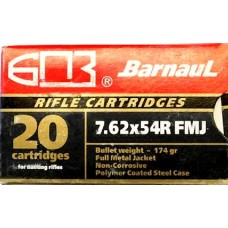 БПЗ ® Barnaul
RIFLE CARTRIDGES
20
cartridges
for hunting rifles
7.62x54R FMJ
Bullet weight - 174 gr
Full Metal Jacket
Non-Corrosive
Polymer Coated Steel Case